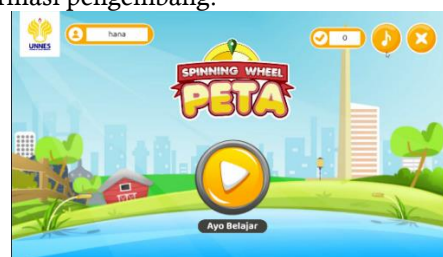 rmasi pengembang.
UNNES
hana
0
SPINNING WHEEL
PETA
Ayo Belajar